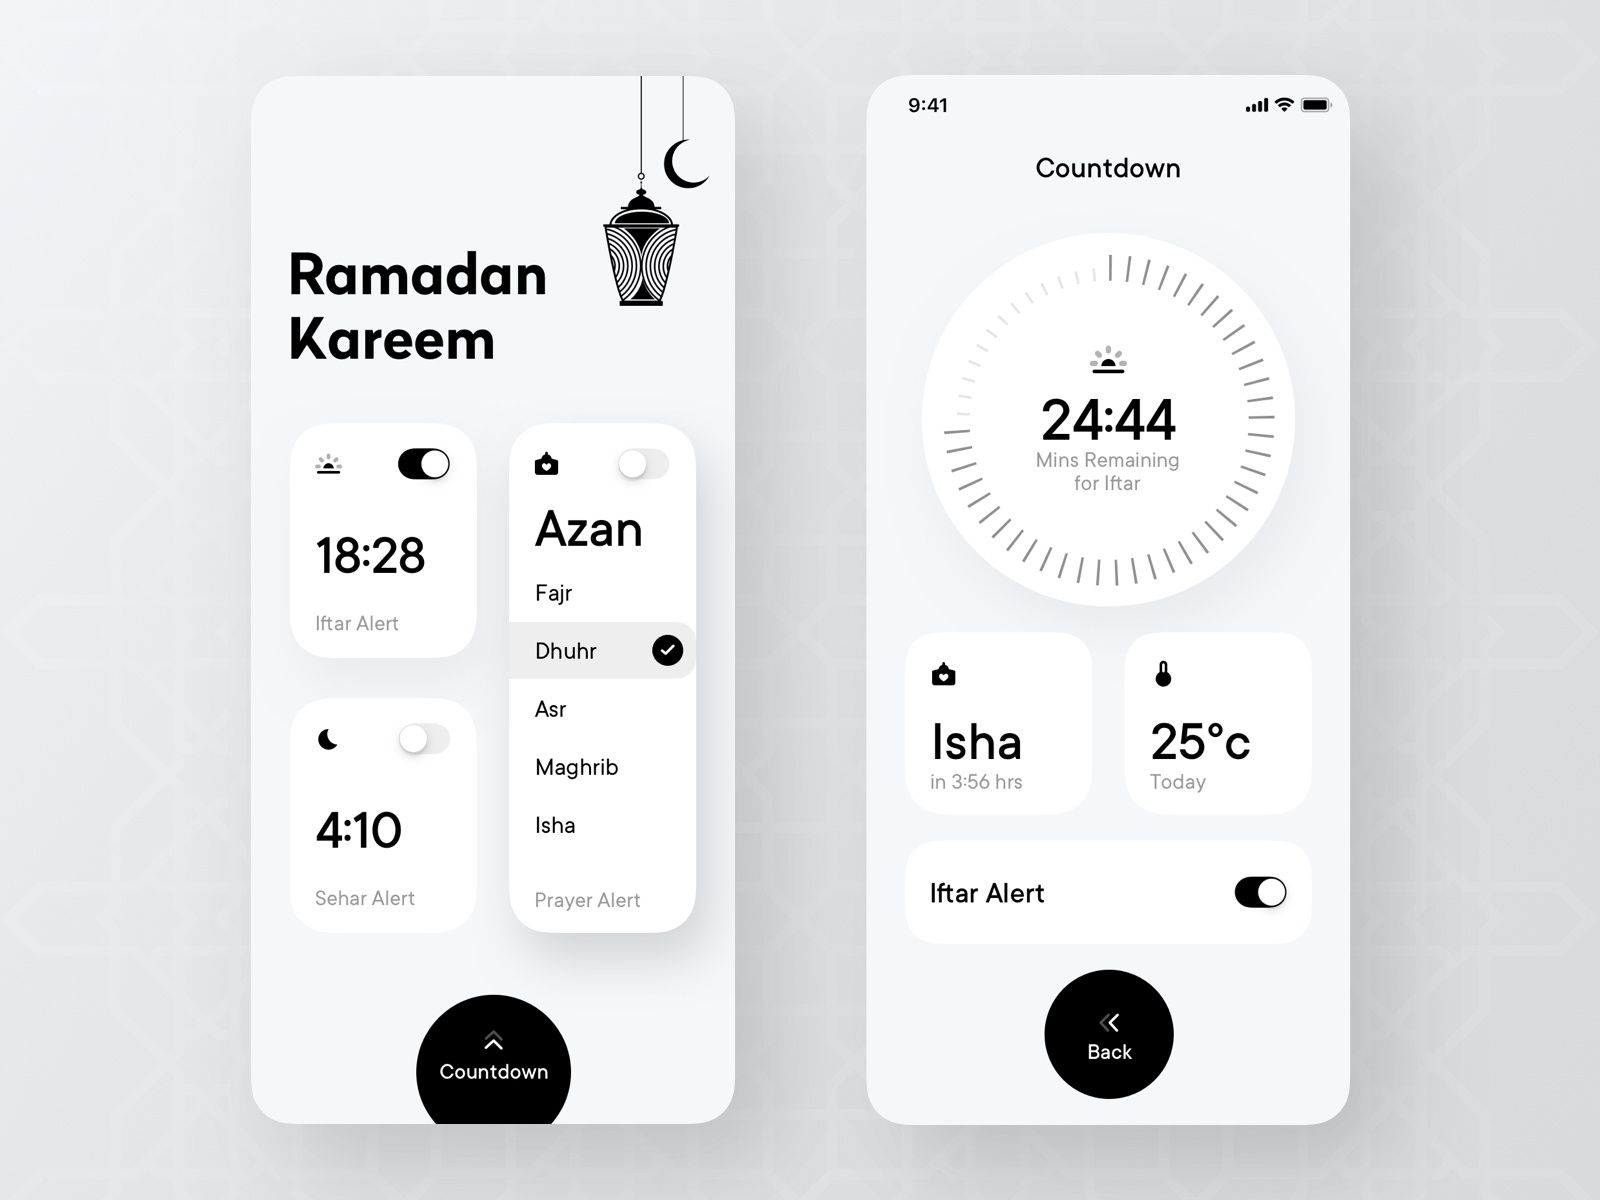 Ramadan
Kareem
18:28
Iftar Alert
4:10
Sehar Alert
Azan
Fajr
Dhuhr
Asr
Maghrib
Isha
Prayer Alert
Countdown
9:41
Countdown
24:44
Mins Remaining
for Iftar
Isha
in 3:56 hrs
25°c
Today
Iftar Alert
Back